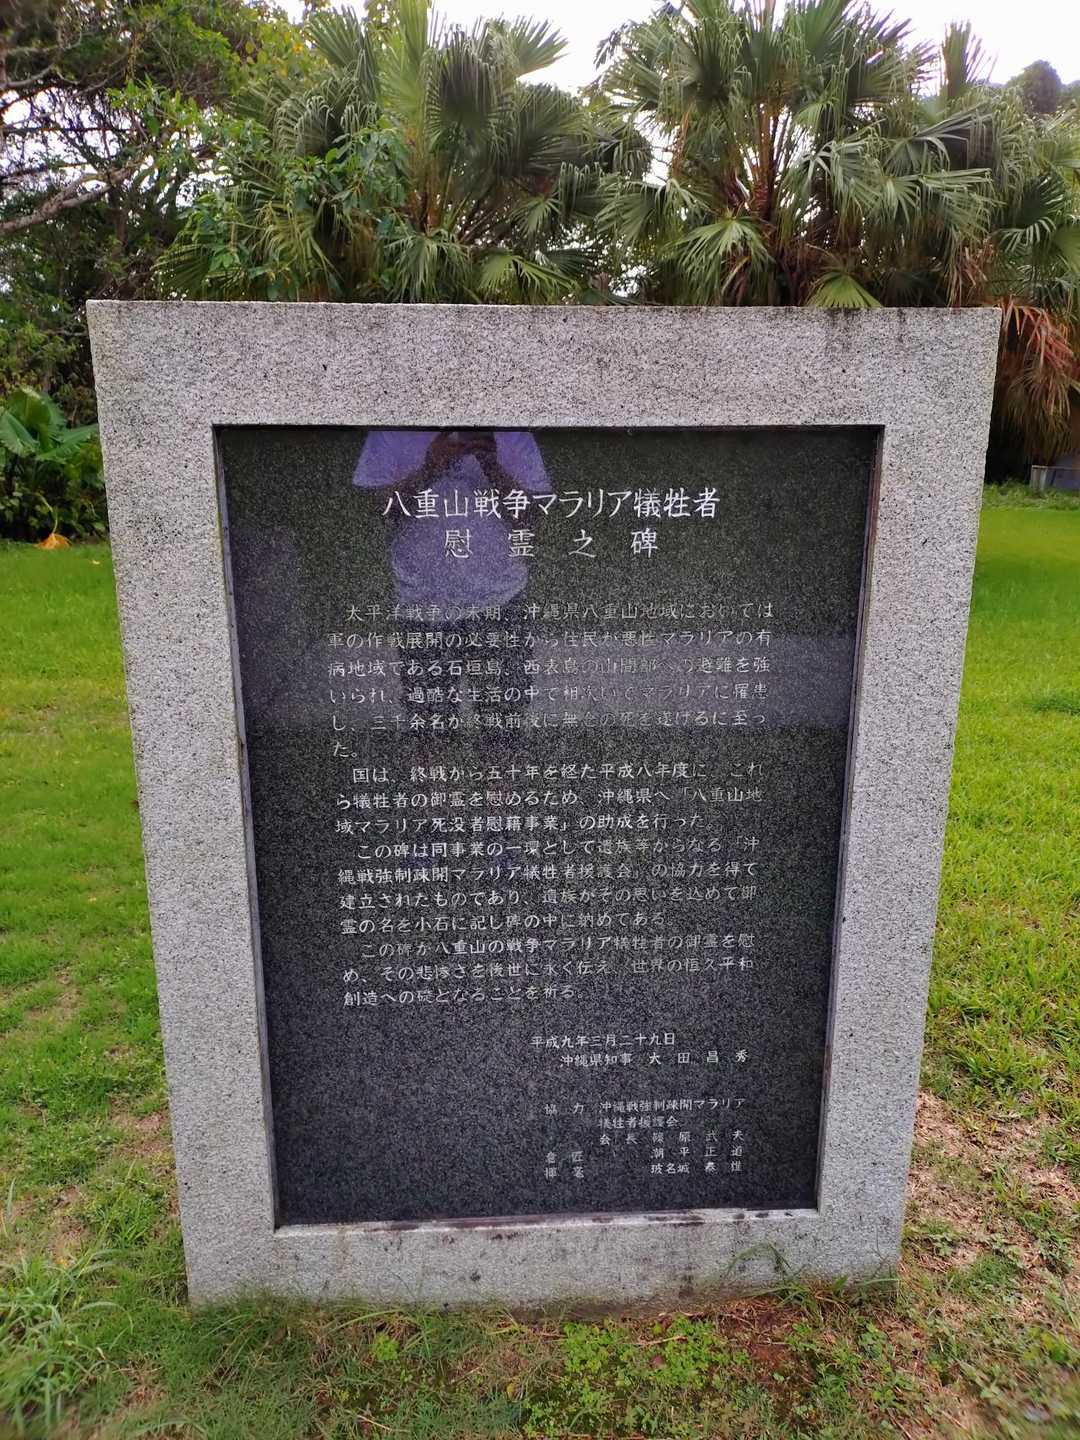 八重山戦争マラリア犠牲者
慰霊之碑
太平洋戦争の末期、沖縄県八重山地域においては
軍の作戦展開の必要性から住民が悪性マラリアの有
病地域である石垣島、西表島の山間部への避難を強
いられ、過酷な生活の中で相次いでマラリアに罹患
し、三千余名が終戦前後に無念の死を遂げるに至っ
た。
国は、終戦から五十年を経た平成八年度に、これ
ら犠牲者の御霊を慰めるため、沖縄県へ「八重山地
域マラリア死没者慰藉事業」の助成を行った。
この碑は同事業の一環として遺族等からなる「沖
縄戦強制疎開マラリア犠牲者援護会」の協力を得て
建立されたものであり、遺族がその思いを込めて御
霊の名を小石に記し碑の中に納めてある。
この碑が八重山の戦争マラリア犠牲者の御霊を慰
め、その悲惨さを後世に永く伝え、世界の恒久平和
創造への礎となることを祈る。
平成九年三月二十九日
沖縄県知事 大田昌秀
協力 沖縄戦強制疎開マラリア
犠牲者援護会
会長 篠原武夫
意匠 朝平正道
揮毫 玻名城泰雄